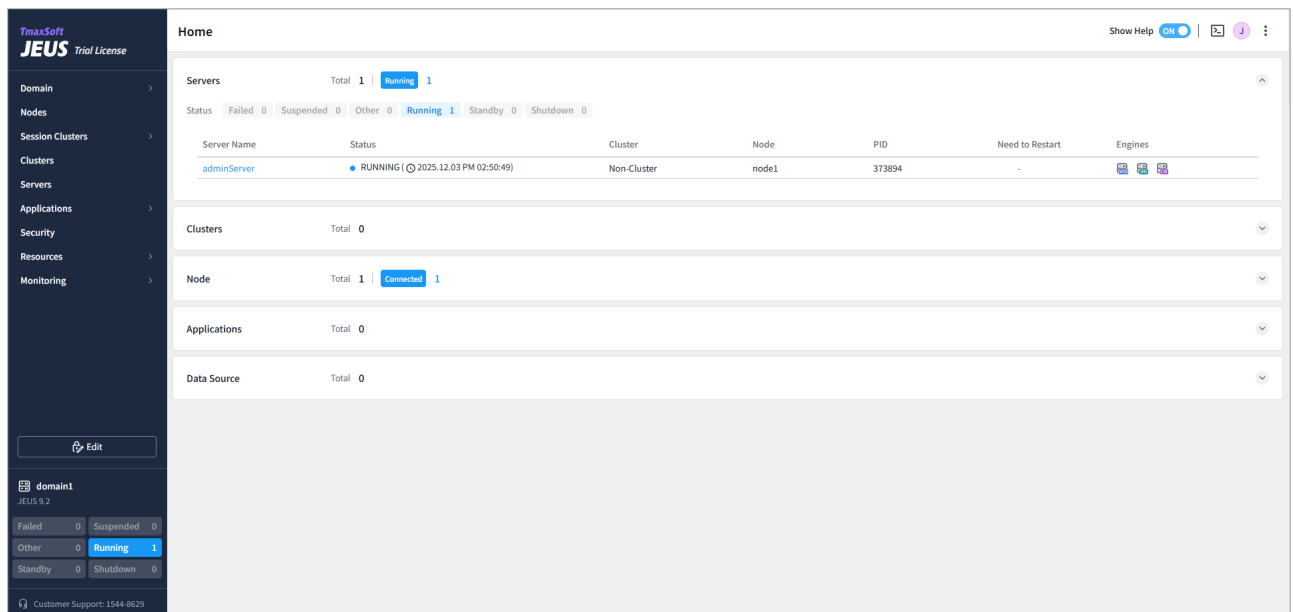 TmaxSoft
JEUS Trial License
Domain
Nodes
Session Clusters
Clusters
Servers
Applications
Security
Resources
Monitoring
Edit
domain1
JEUS 9.2
Failed 0 Suspended 0
Other 0 Running 1
Standby 0 Shutdown 0
Customer Support: 1544-8629
Home
Show Help ON J
Servers Total 1 Running 1
Status Failed 0 Suspended 0 Other 0 Running 1 Standby 0 Shutdown 0
Server Name Status Cluster Node PID Need to Restart Engines
adminServer RUNNING ( 2025.12.03 PM 02:50:49) Non-Cluster node1 373894 -
Clusters Total 0
Node Total 1 Connected 1
Applications Total 0
Data Source Total 0